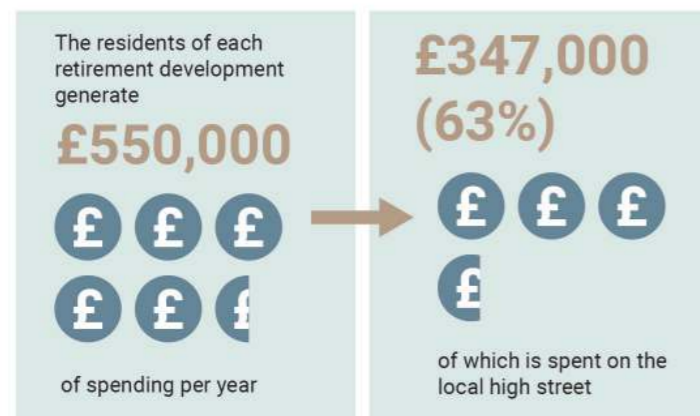 The residents of each
retirement development
generate
£550,000
£ £ £
£ £ £
of spending per year
£347,000
(63%)
£ £ £
£
of which is spent on the
local high street